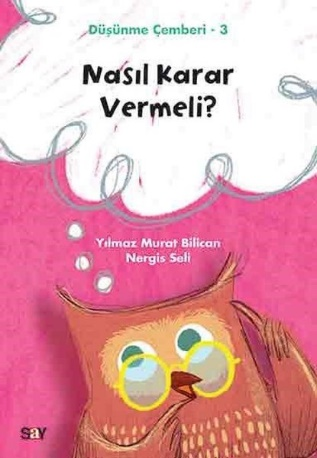 Düşünme Çemberi - 3
Nasıl Karar
Vermeli?
Yılmaz Murat Bilican
Nergis Seli
say